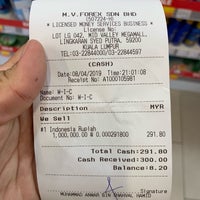 M.V.FOREX SDN BHD
(507224-H)
* LICENSED MONEY SERVICES BUSINESS *
LOT LG 042, MID VALLEY MEGAMALL,
LINGKARAN SYED PUTRA, 59200
KUALA LUMPUR
TEL:03-22844000/03-22844597
(CASH)
Date:08/04/2019 Time:21:01:08
Receipt No: A1000105981
Name : W-I-C
Document No: W-I-C
Description MYR
We Sell
#1 Indonesia Rupiah
1,000,000.00 @ 0.000291800 291.80
Total Cash:291.80
Cash Received:300.00
Balance:8.20
Signature
MUHAMMAD ANWAR BIN